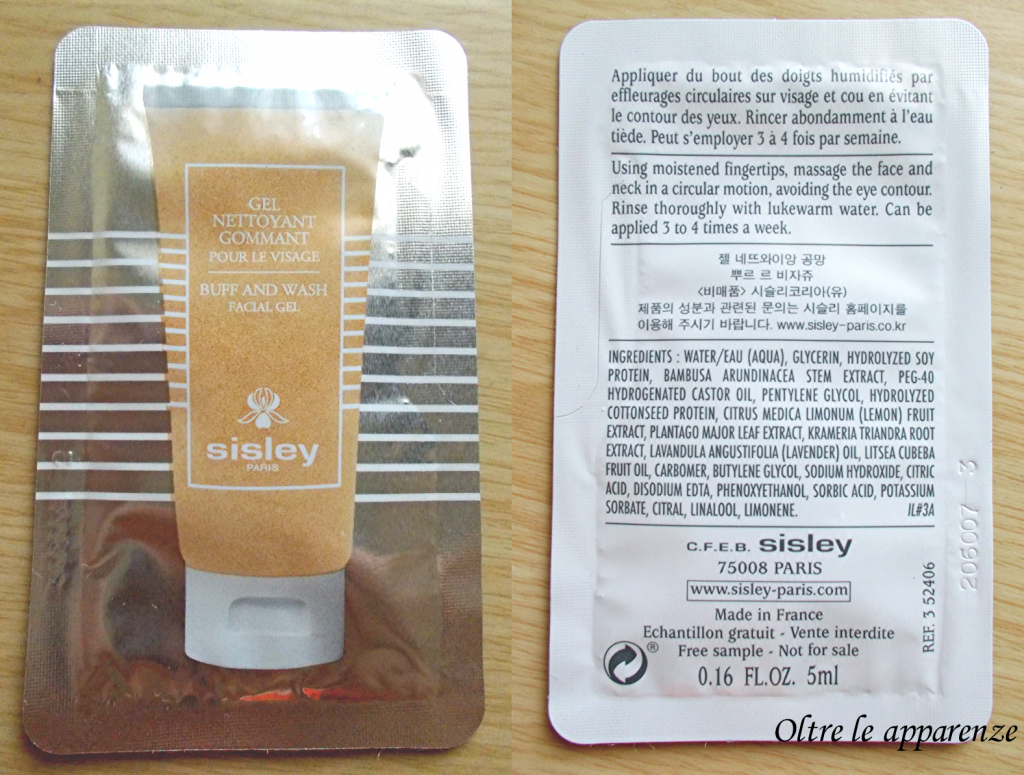 GEL
NETTOYANT
GOMMANT
POUR LE VISAGE
BUFF AND WASH
FACIAL GEL
sisley
PARIS
Appliquer du bout des doigts humidifiés par
effleurages circulaires sur visage et cou en évitant
le contour des yeux. Rincer abondamment à l'eau
tiède. Peut s'employer 3 à 4 fois par semaine.
Using moistened fingertips, massage the face and
neck in a circular motion, avoiding the eye contour.
Rinse thoroughly with lukewarm water. Can be
applied 3 to 4 times a week.
젤 네뜨와이앙 공망
뿌르 르 비자쥬
<비매품> 시슬리코리아(유)
제품의 성분과 관련된 문의는 시슬리 홈페이지를
이용해 주시기 바랍니다. www.sisley-paris.co.kr
INGREDIENTS : WATER/EAU (AQUA), GLYCERIN, HYDROLYZED SOY
PROTEIN, BAMBUSA ARUNDINACEA STEM EXTRACT, PEG-40
HYDROGENATED CASTOR OIL, PENTYLENE GLYCOL, HYDROLYZED
COTTONSEED PROTEIN, CITRUS MEDICA LIMONUM (LEMON) FRUIT
EXTRACT, PLANTAGO MAJOR LEAF EXTRACT, KRAMERIA TRIANDRA ROOT
EXTRACT, LAVANDULA ANGUSTIFOLIA (LAVENDER) OIL, LITSEA CUBEBA
FRUIT OIL, CARBOMER, BUTYLENE GLYCOL, SODIUM HYDROXIDE, CITRIC
ACID, DISODIUM EDTA, PHENOXYETHANOL, SORBIC ACID, POTASSIUM
SORBATE, CITRAL, LINALOOL, LIMONENE. IL#3A
C.F.E.B. sisley
75008 PARIS
www.sisley-paris.com
Made in France
Echantillon gratuit - Vente interdite
Free sample - Not for sale
0.16 FL.OZ. 5ml
®
REF. 3 52406
206007 3
Oltre le apparenze